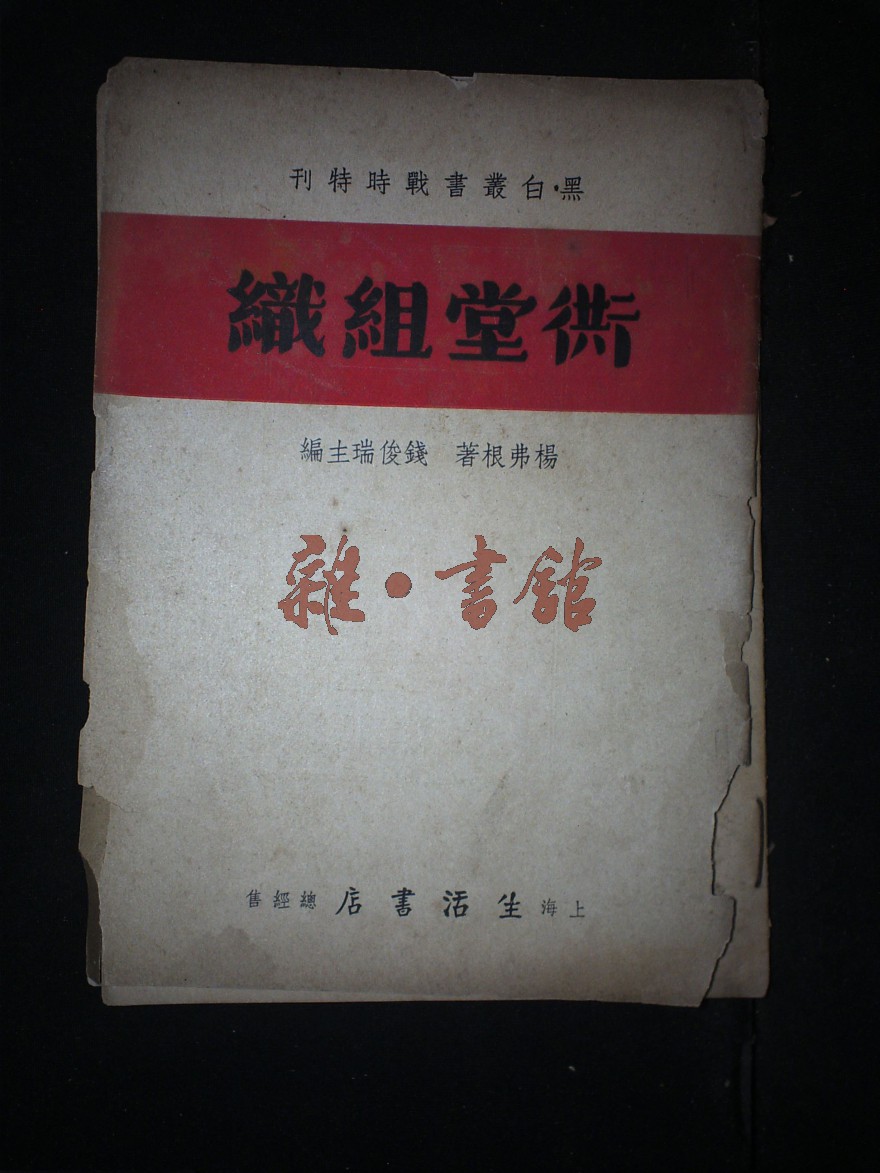 黑·白叢書戰時特刊
衖堂組織
楊弗根著 錢俊瑞主編
雜·書館
上海 生活書店 總經售